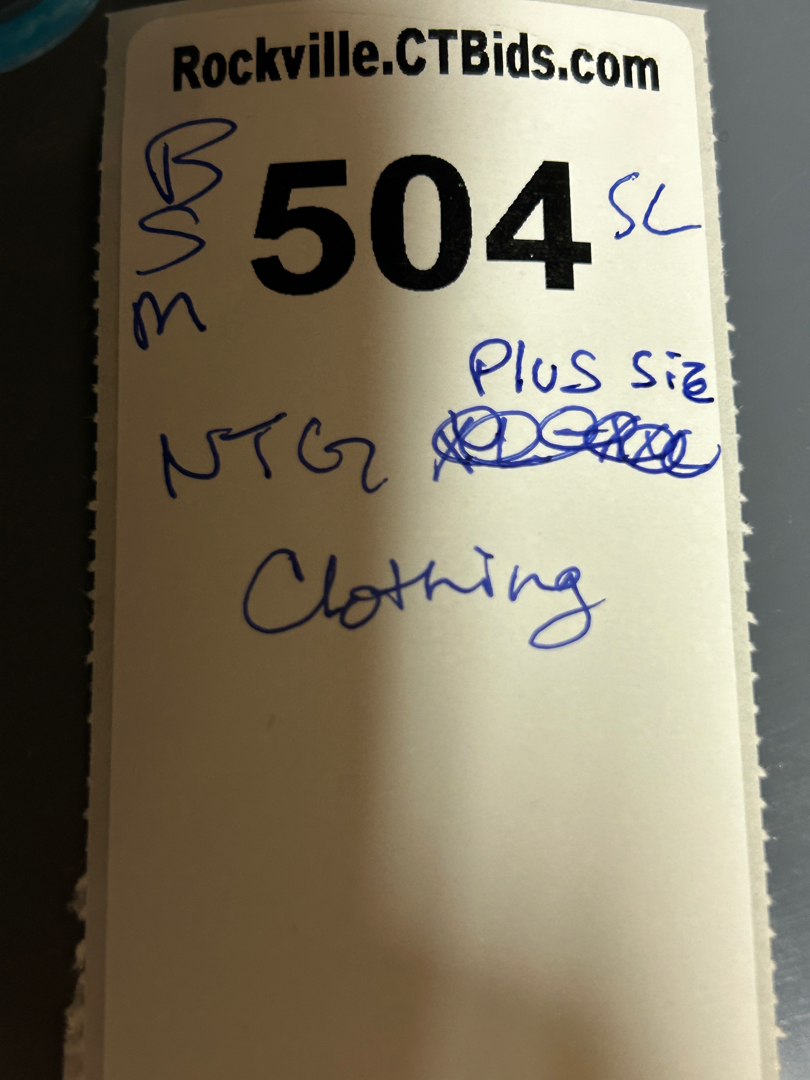 Rockville.CTBids.com
B
S
M
504
SL
Plus Size
NTG
Clothing